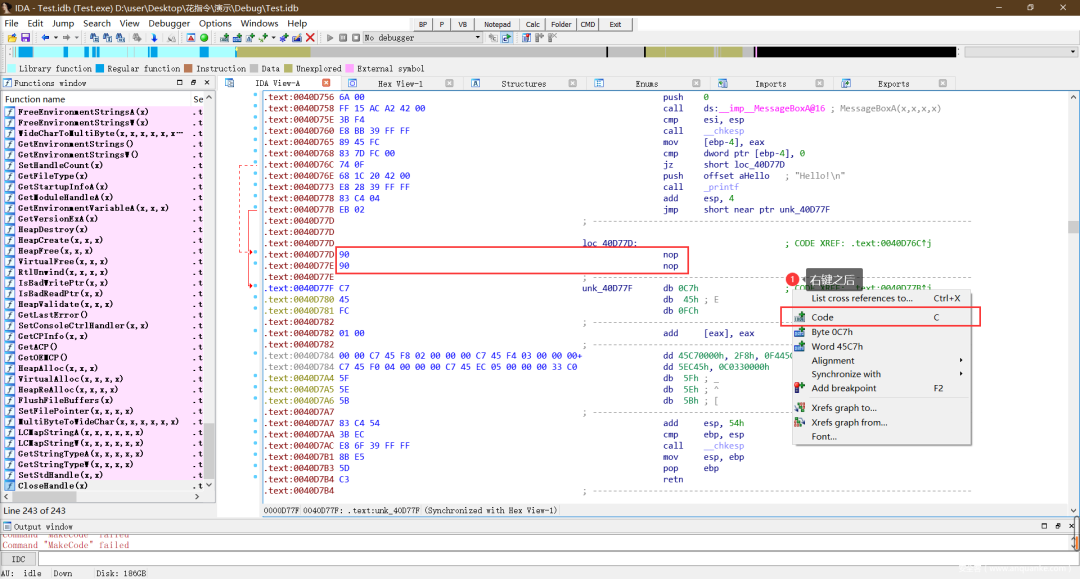 IDA - Test.idb (Test.exe) D:\user\Desktop\花指令\演示\Debug\Test.idb
File Edit Jump Search View Debugger Options Windows Help
BP P VB Notepad Calc Folder CMD Exit
No debugger
Library function Regular function Instruction Data Unexplored External symbol
Functions window IDA View-A Hex View-1 Structures Enums Imports Exports
Function name Se
FreeEnvironmentStringsA(x) .t
FreeEnvironmentStringsW(x) .t
WideCharToMultiByte(x,x,x,x,x,x… .t
GetEnvironmentStrings() .t
GetEnvironmentStringsW() .t
SetHandleCount(x) .t
GetFileType(x) .t
GetStartupInfoA(x) .t
GetModuleHandleA(x) .t
GetEnvironmentVariableA(x,x,x) .t
GetVersionExA(x) .t
HeapDestroy(x) .t
HeapCreate(x,x,x) .t
HeapFree(x,x,x) .t
VirtualFree(x,x,x) .t
RtlUnwind(x,x,x,x) .t
IsBadWritePtr(x,x) .t
IsBadReadPtr(x,x) .t
HeapValidate(x,x,x) .t
GetLastError() .t
SetConsoleCtrlHandler(x,x) .t
GetCPInfo(x,x) .t
GetACP() .t
GetOEMCP() .t
HeapAlloc(x,x,x) .t
VirtualAlloc(x,x,x,x) .t
HeapReAlloc(x,x,x,x) .t
FlushFileBuffers(x) .t
SetFilePointer(x,x,x,x) .t
MultiByteToWideChar(x,x,x,x,x,x) .t
LCMapStringA(x,x,x,x,x,x) .t
LCMapStringW(x,x,x,x,x,x) .t
GetStringTypeA(x,x,x,x,x) .t
GetStringTypeW(x,x,x,x) .t
SetStdHandle(x,x) .t
CloseHandle(x) .t
Line 243 of 243
.text:0040D756 6A 00 push 0
.text:0040D758 FF 15 AC A2 42 00 call ds:__imp__MessageBoxA@16 ; MessageBoxA(x,x,x,x)
.text:0040D75E 3B F4 cmp esi, esp
.text:0040D760 E8 BB 39 FF FF call __chkesp
.text:0040D765 89 45 FC mov [ebp-4], eax
.text:0040D768 83 7D FC 00 cmp dword ptr [ebp-4], 0
.text:0040D76C 74 0F jz short loc_40D77D
.text:0040D76E 68 1C 20 42 00 push offset aHello ; "Hello!\n"
.text:0040D773 E8 28 39 FF FF call _printf
.text:0040D778 83 C4 04 add esp, 4
.text:0040D77B EB 02 jmp short near ptr unk_40D77F
.text:0040D77D ; ---------------------------------------------------------------------------
.text:0040D77D
.text:0040D77D loc_40D77D: ; CODE XREF: .text:0040D76C↑j
.text:0040D77D 90 nop
.text:0040D77E 90 nop
.text:0040D77E ; ---------------------------------------------------------------------------
.text:0040D77F C7 unk_40D77F db 0C7h ; CODE XREF: .text:0040D77B↑j
.text:0040D780 45 db 45h ; E
.text:0040D781 FC db 0FCh
.text:0040D782 ; ---------------------------------------------------------------------------
.text:0040D782 01 00 add [eax], eax
.text:0040D782 ; ---------------------------------------------------------------------------
.text:0040D784 00 00 C7 45 F8 02 00 00 00 C7 45 F4 03 00 00 00+ dd 45C70000h, 2F8h, 0F445C
.text:0040D784 C7 45 F0 04 00 00 00 C7 45 EC 05 00 00 00 33 C0 dd 5EC45h, 0C0330000h
.text:0040D7A4 5F db 5Fh ; _
.text:0040D7A5 5E db 5Eh ; ^
.text:0040D7A6 5B db 5Bh ; [
.text:0040D7A7 ; ---------------------------------------------------------------------------
.text:0040D7A7 83 C4 54 add esp, 54h
.text:0040D7AA 3B EC cmp ebp, esp
.text:0040D7AC E8 6F 39 FF FF call __chkesp
.text:0040D7B1 8B E5 mov esp, ebp
.text:0040D7B3 5D pop ebp
.text:0040D7B4 C3 retn
.text:0040D7B4 ; ---------------------------------------------------------------------------
1 右键之后
List cross references to... Ctrl+X
Code C
Byte 0C7h
Word 45C7h
Alignment
Synchronize with
Add breakpoint F2
Xrefs graph to...
Xrefs graph from...
Font...
0000D77F 0040D77F: .text:unk_40D77F (Synchronized with Hex View-1)
Output window
Command "MakeCode" failed
Command "MakeCode" failed
IDC
AU: idle Down Disk: 186GB